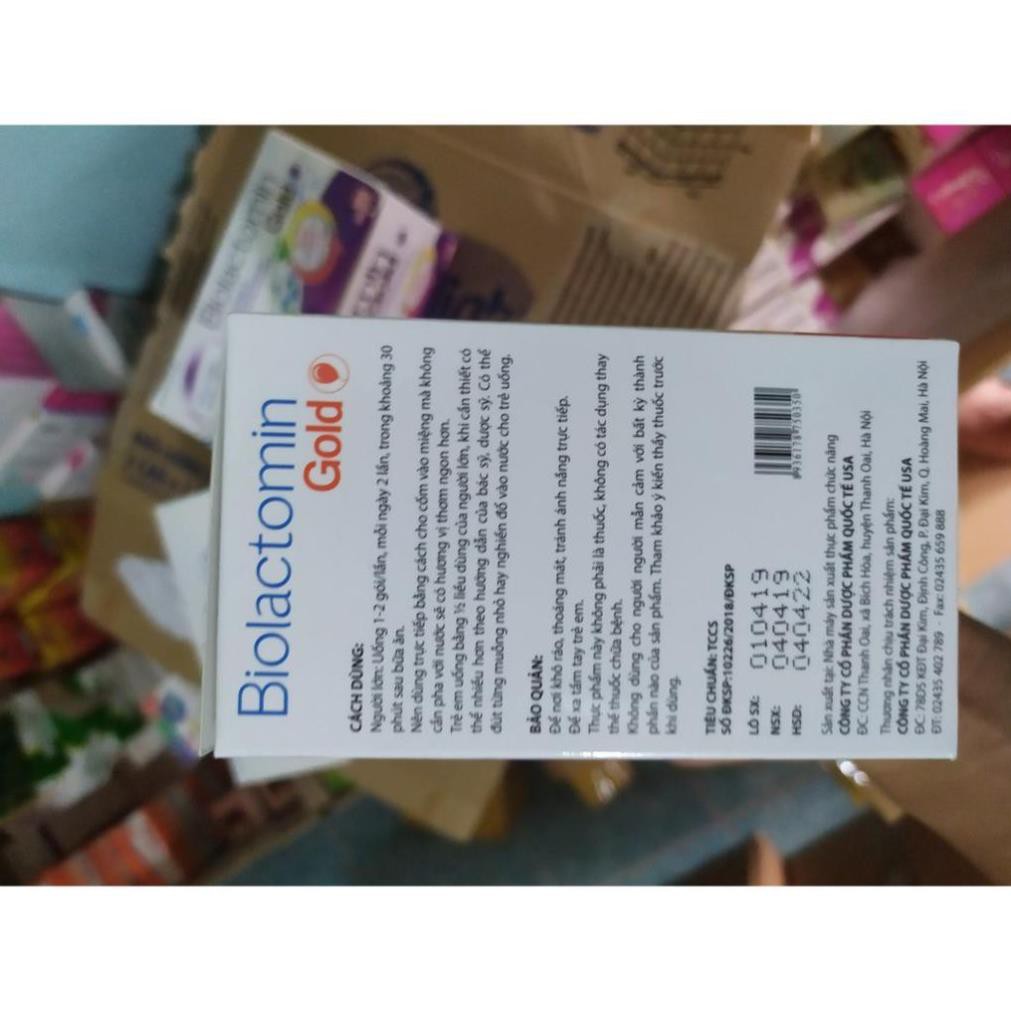 Biolactomin
Gold
CÁCH DÙNG:
Người lớn: Uống 1-2 gói/lần, mỗi ngày 2 lần, trong khoảng 30
phút sau bữa ăn.
Nên dùng trực tiếp bằng cách cho cốm vào miệng mà không
cần pha với nước sẽ có hương vị thơm ngon hơn.
Trẻ em uống bằng ½ liều dùng của người lớn, khi cần thiết có
thể nhiều hơn theo hướng dẫn của bác sỹ, dược sỹ. Có thể
đút từng muỗng nhỏ hay nghiền đổ vào nước cho trẻ uống.
BẢO QUẢN:
Để nơi khô ráo, thoáng mát, tránh ánh nắng trực tiếp.
Để xa tầm tay trẻ em.
Thực phẩm này không phải là thuốc, không có tác dụng thay
thế thuốc chữa bệnh.
Không dùng cho người người mẫn cảm với bất kỳ thành
phần nào của sản phẩm. Tham khảo ý kiến thầy thuốc trước
khi dùng.
TIÊU CHUẨN: TCCS
SỐ ĐKSP:10226/2018/ĐKSP
LÔ SX: 010419
NSX: 040419
HSD: 040422
Sản xuất tại: Nhà máy sản xuất thực phẩm chức năng
CÔNG TY CỔ PHẦN DƯỢC PHẨM QUỐC TẾ USA
ĐC: CCN Thanh Oai, xã Bích Hòa, huyện Thanh Oai, Hà Nội
Thương nhân chịu trách nhiệm sản phẩm:
CÔNG TY CỔ PHẦN DƯỢC PHẨM QUỐC TẾ USA
ĐC: 78D5 KĐT Đại Kim, Định Công, P. Đại Kim, Q. Hoàng Mai, Hà Nội
ĐT: 02435 402 789 - Fax: 02435 659 888